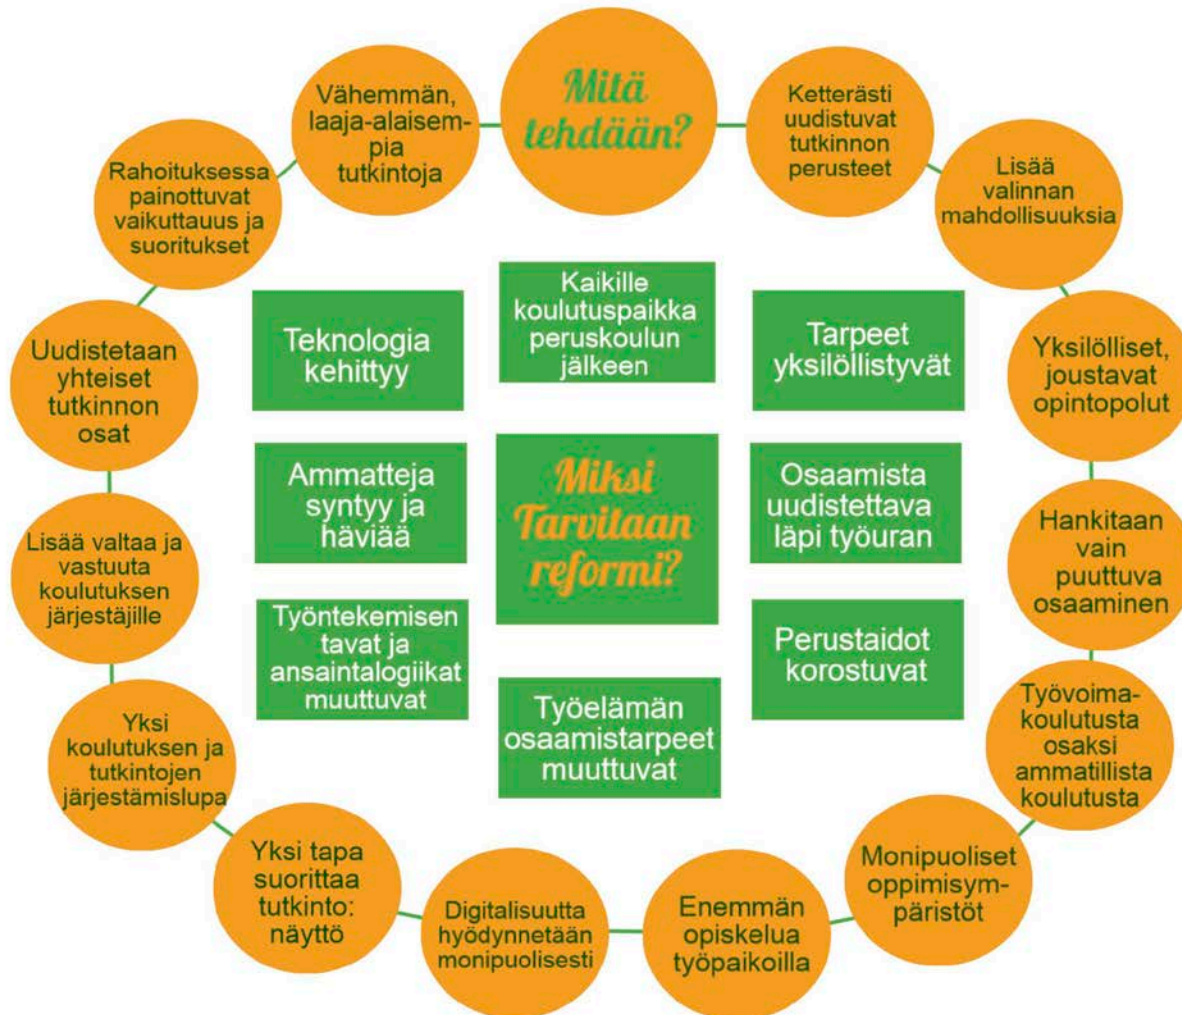 Mitä
tehdään?
Ketterästi
uudistuvat
tutkinnon
perusteet
Lisää
valinnan
mahdollisuuksia
Yksilölliset,
joustavat
opintopolut
Hankitaan
vain
puuttuva
osaaminen
Työvoima-
koulutusta
osaksi
ammatillista
koulutusta
Monipuoliset
oppimisym-
päristöt
Enemmän
opiskelua
työpaikoilla
Digitalisuutta
hyödynnetään
monipuolisesti
Yksi tapa
suorittaa
tutkinto:
näyttö
Yksi
koulutuksen ja
tutkintojen
järjestämislupa
Lisää valtaa ja
vastuuta
koulutuksen
järjestäjille
Uudistetaan
yhteiset
tutkinnon
osat
Rahoituksessa
painottuvat
vaikuttauus ja
suoritukset
Vähemmän,
laaja-alaisem-
pia
tutkintoja
Miksi
Tarvitaan
reformi?
Kaikille
koulutuspaikka
peruskoulun
jälkeen
Tarpeet
yksilöllistyvät
Osaamista
uudistettava
läpi työuran
Perustaidot
korostuvat
Työelämän
osaamistarpeet
muuttuvat
Työntekemisen
tavat ja
ansaintalogiikat
muuttuvat
Ammatteja
syntyy ja
häviää
Teknologia
kehittyy